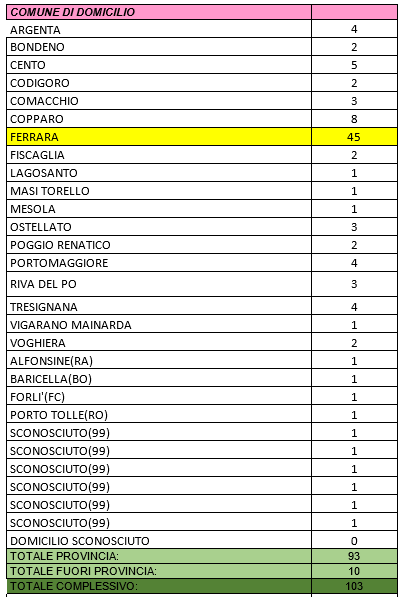 COMUNE DI DOMICILIO
ARGENTA 4
BONDENO 2
CENTO 5
CODIGORO 2
COMACCHIO 3
COPPARO 8
FERRARA 45
FISCAGLIA 2
LAGOSANTO 1
MASI TORELLO 1
MESOLA 1
OSTELLATO 3
POGGIO RENATICO 2
PORTOMAGGIORE 4
RIVA DEL PO 3
TRESIGNANA 4
VIGARANO MAINARDA 1
VOGHIERA 2
ALFONSINE(RA) 1
BARICELLA(BO) 1
FORLI'(FC) 1
PORTO TOLLE(RO) 1
SCONOSCIUTO(99) 1
SCONOSCIUTO(99) 1
SCONOSCIUTO(99) 1
SCONOSCIUTO(99) 1
SCONOSCIUTO(99) 1
SCONOSCIUTO(99) 1
DOMICILIO SCONOSCIUTO 0
TOTALE PROVINCIA: 93
TOTALE FUORI PROVINCIA: 10
TOTALE COMPLESSIVO: 103